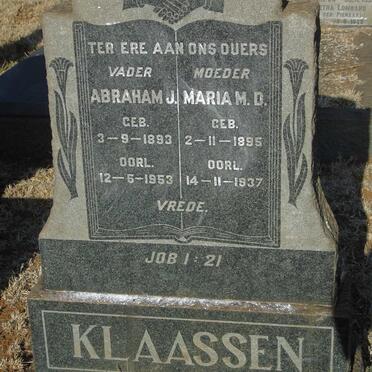 TER ERE AAN ONS OUERS
VADER MOEDER
ABRAHAM J. MARIA M. D.
GEB. GEB.
3-9-1893 2-11-1895
OORL. OORL.
12-5-1953 14-11-1937
VREDE.
JOB 1:21
KLAASSEN